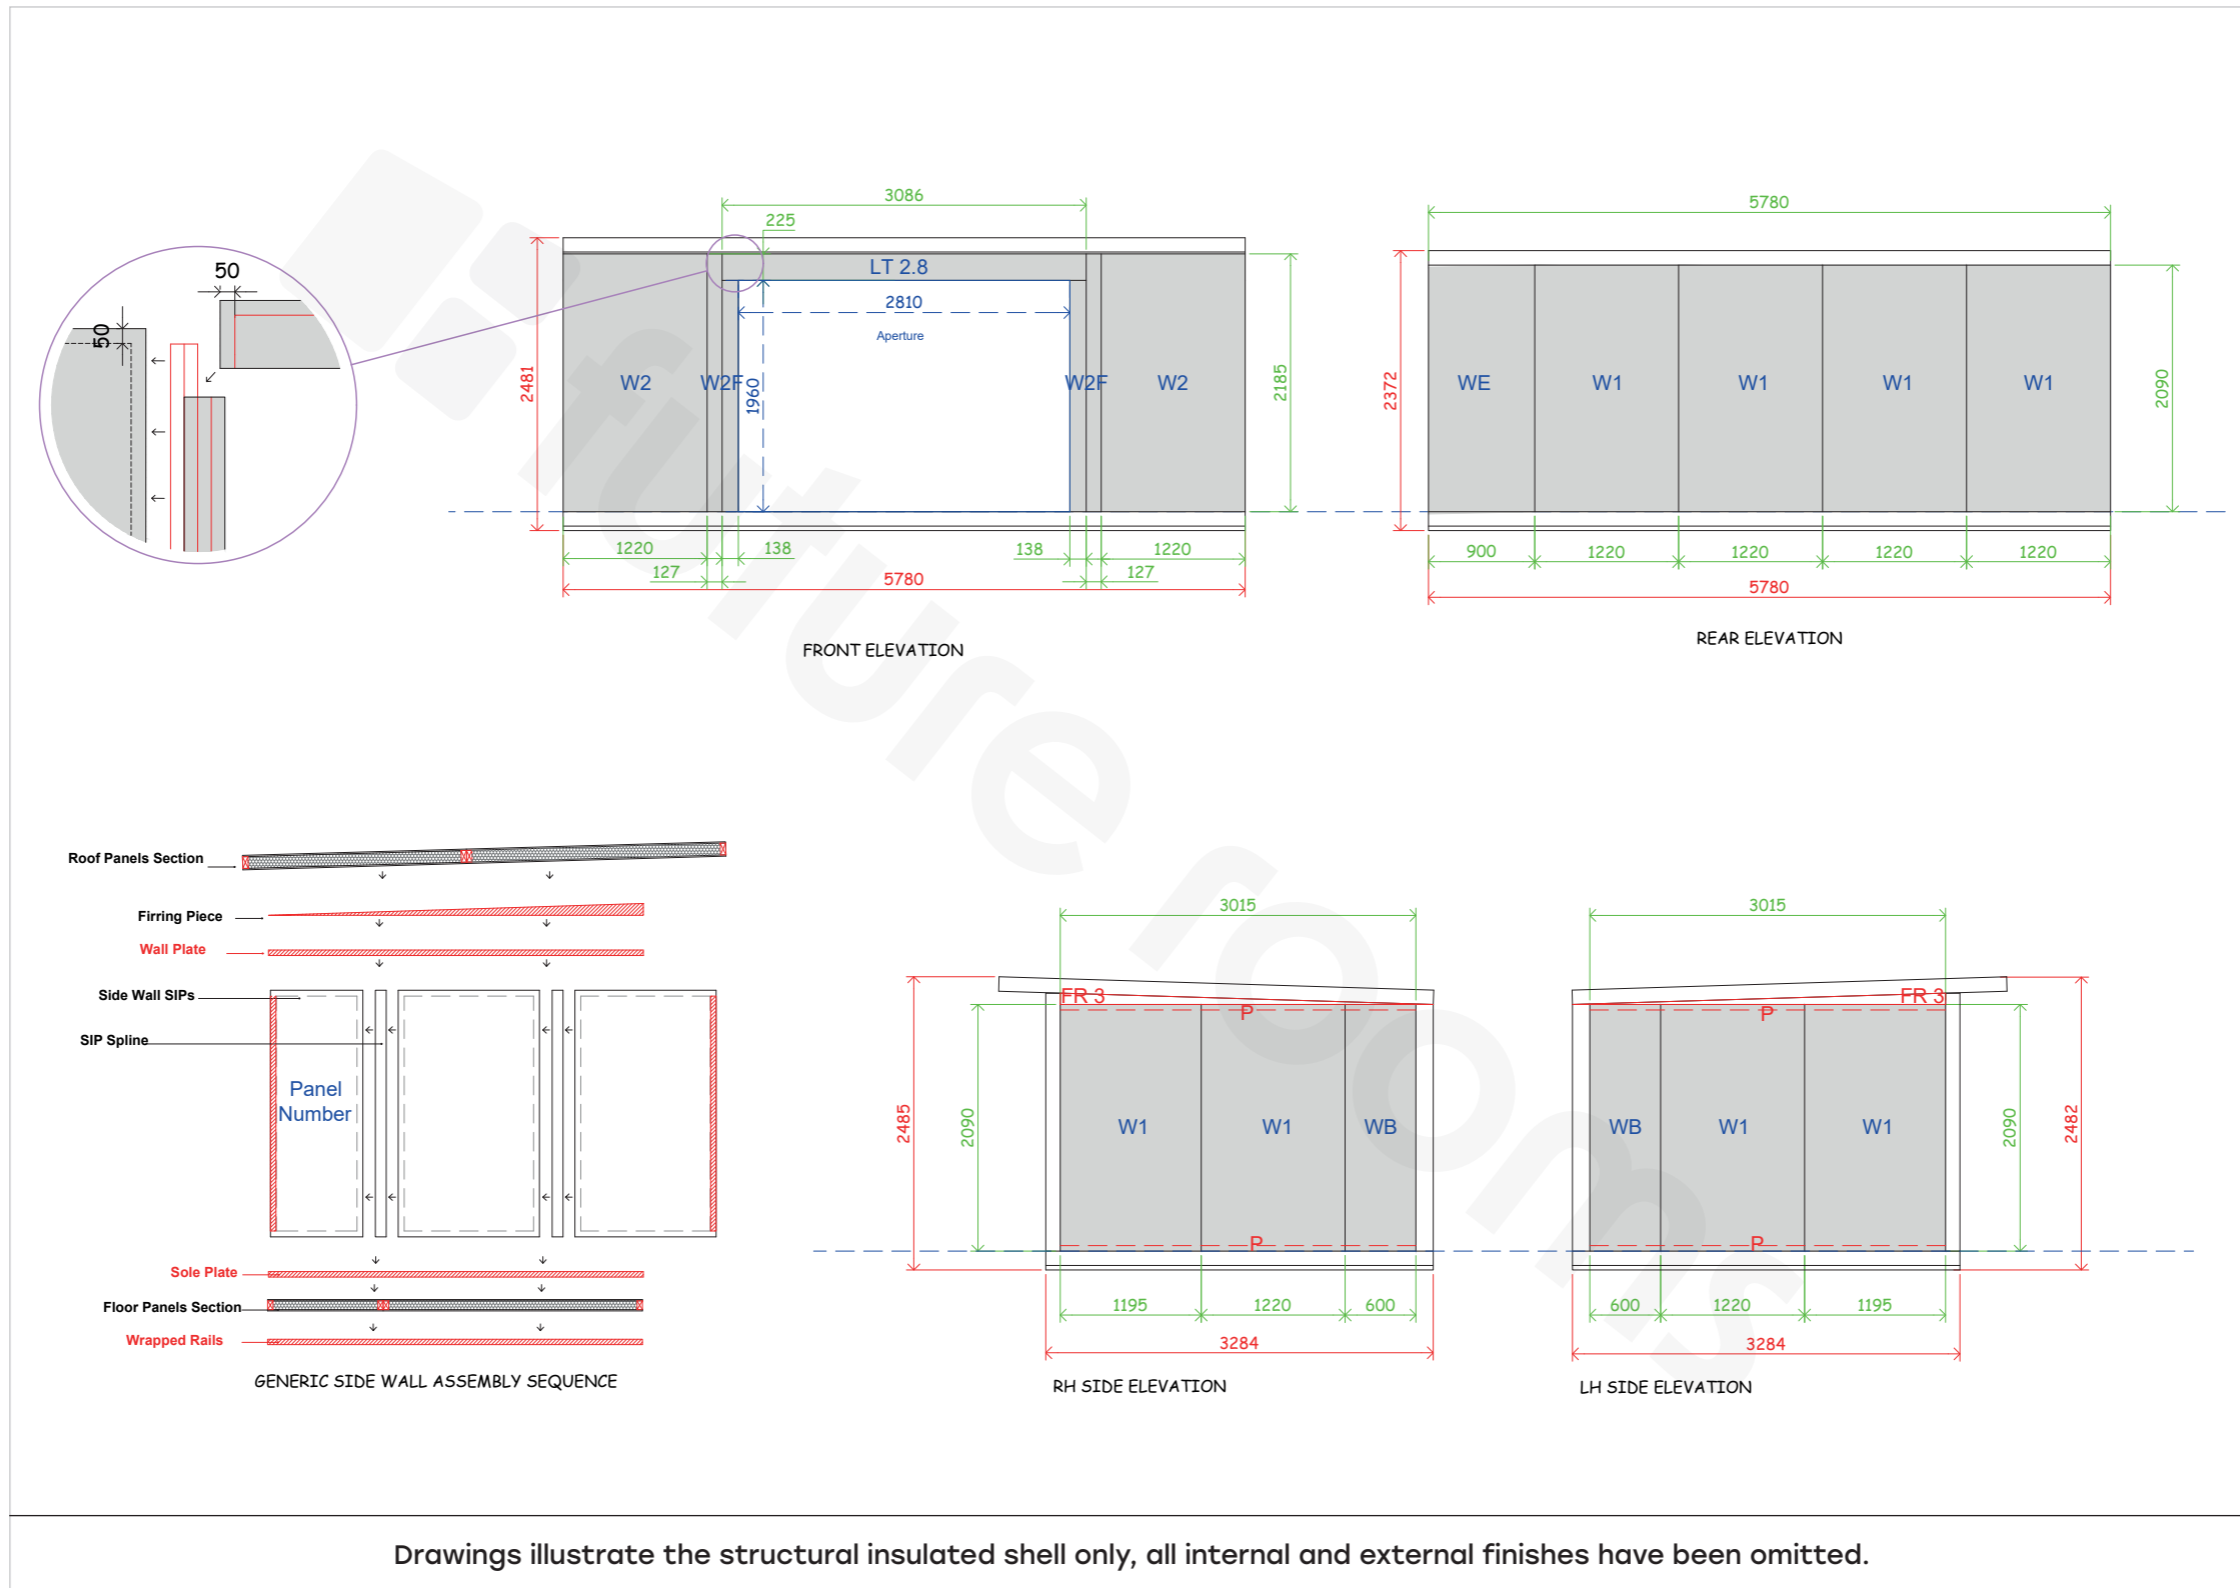 3086
225
LT 2.8
2810
Aperture
2481
W2
W2F
1960
W2F
W2
2185
1220
138
138
1220
127
5780
127
FRONT ELEVATION
50
50
5780
2372
WE
W1
W1
W1
W1
2090
900
1220
1220
1220
1220
5780
REAR ELEVATION
Roof Panels Section
Firring Piece
Wall Plate
Side Wall SIPs
SIP Spline
Panel
Number
Sole Plate
Floor Panels Section
Wrapped Rails
GENERIC SIDE WALL ASSEMBLY SEQUENCE
3015
FR 3
P
2485
2090
W1
W1
WB
P
1195
1220
600
3284
RH SIDE ELEVATION
3015
FR 3
P
WB
W1
W1
2090
2482
P
600
1220
1195
3284
LH SIDE ELEVATION
future rooms
Drawings illustrate the structural insulated shell only, all internal and external finishes have been omitted.